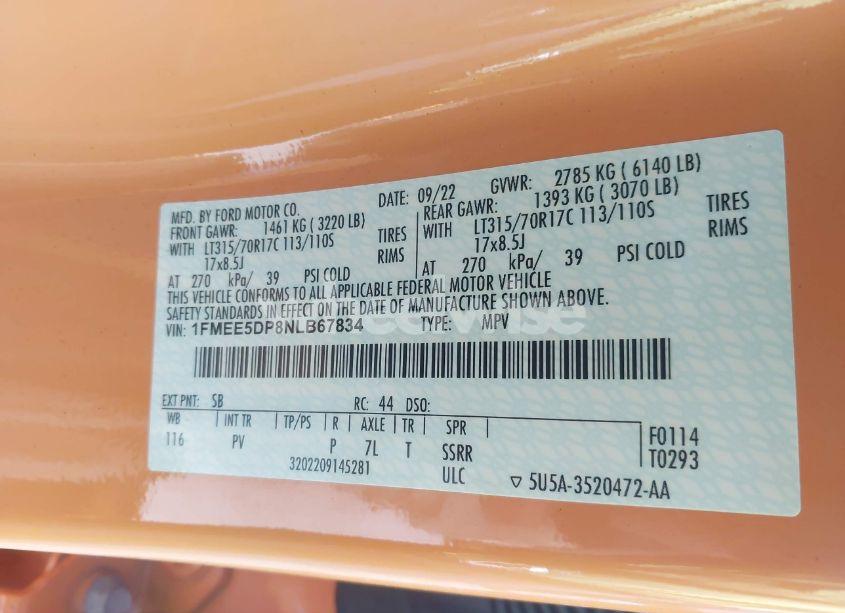 MFD. BY FORD MOTOR CO. DATE: 09/22 GVWR: 2785 KG ( 6140 LB)
FRONT GAWR: 1461 KG ( 3220 LB) REAR GAWR: 1393 KG ( 3070 LB)
WITH LT315/70R17C 113/110S TIRES WITH LT315/70R17C 113/110S TIRES
17x8.5J RIMS 17x8.5J RIMS
AT 270 kPa/ 39 PSI COLD AT 270 kPa/ 39 PSI COLD
THIS VEHICLE CONFORMS TO ALL APPLICABLE FEDERAL MOTOR VEHICLE
SAFETY STANDARDS IN EFFECT ON THE DATE OF MANUFACTURE SHOWN ABOVE.
VIN: 1FMEE5DP8NLB67834 TYPE: MPV
EXT PNT: SB RC: 44 DSO:
WB INT TR TP/PS R AXLE TR SPR
116 PV P 7L T SSRR
3202209145281 ULC
F0114
T0293
5U5A-3520472-AA